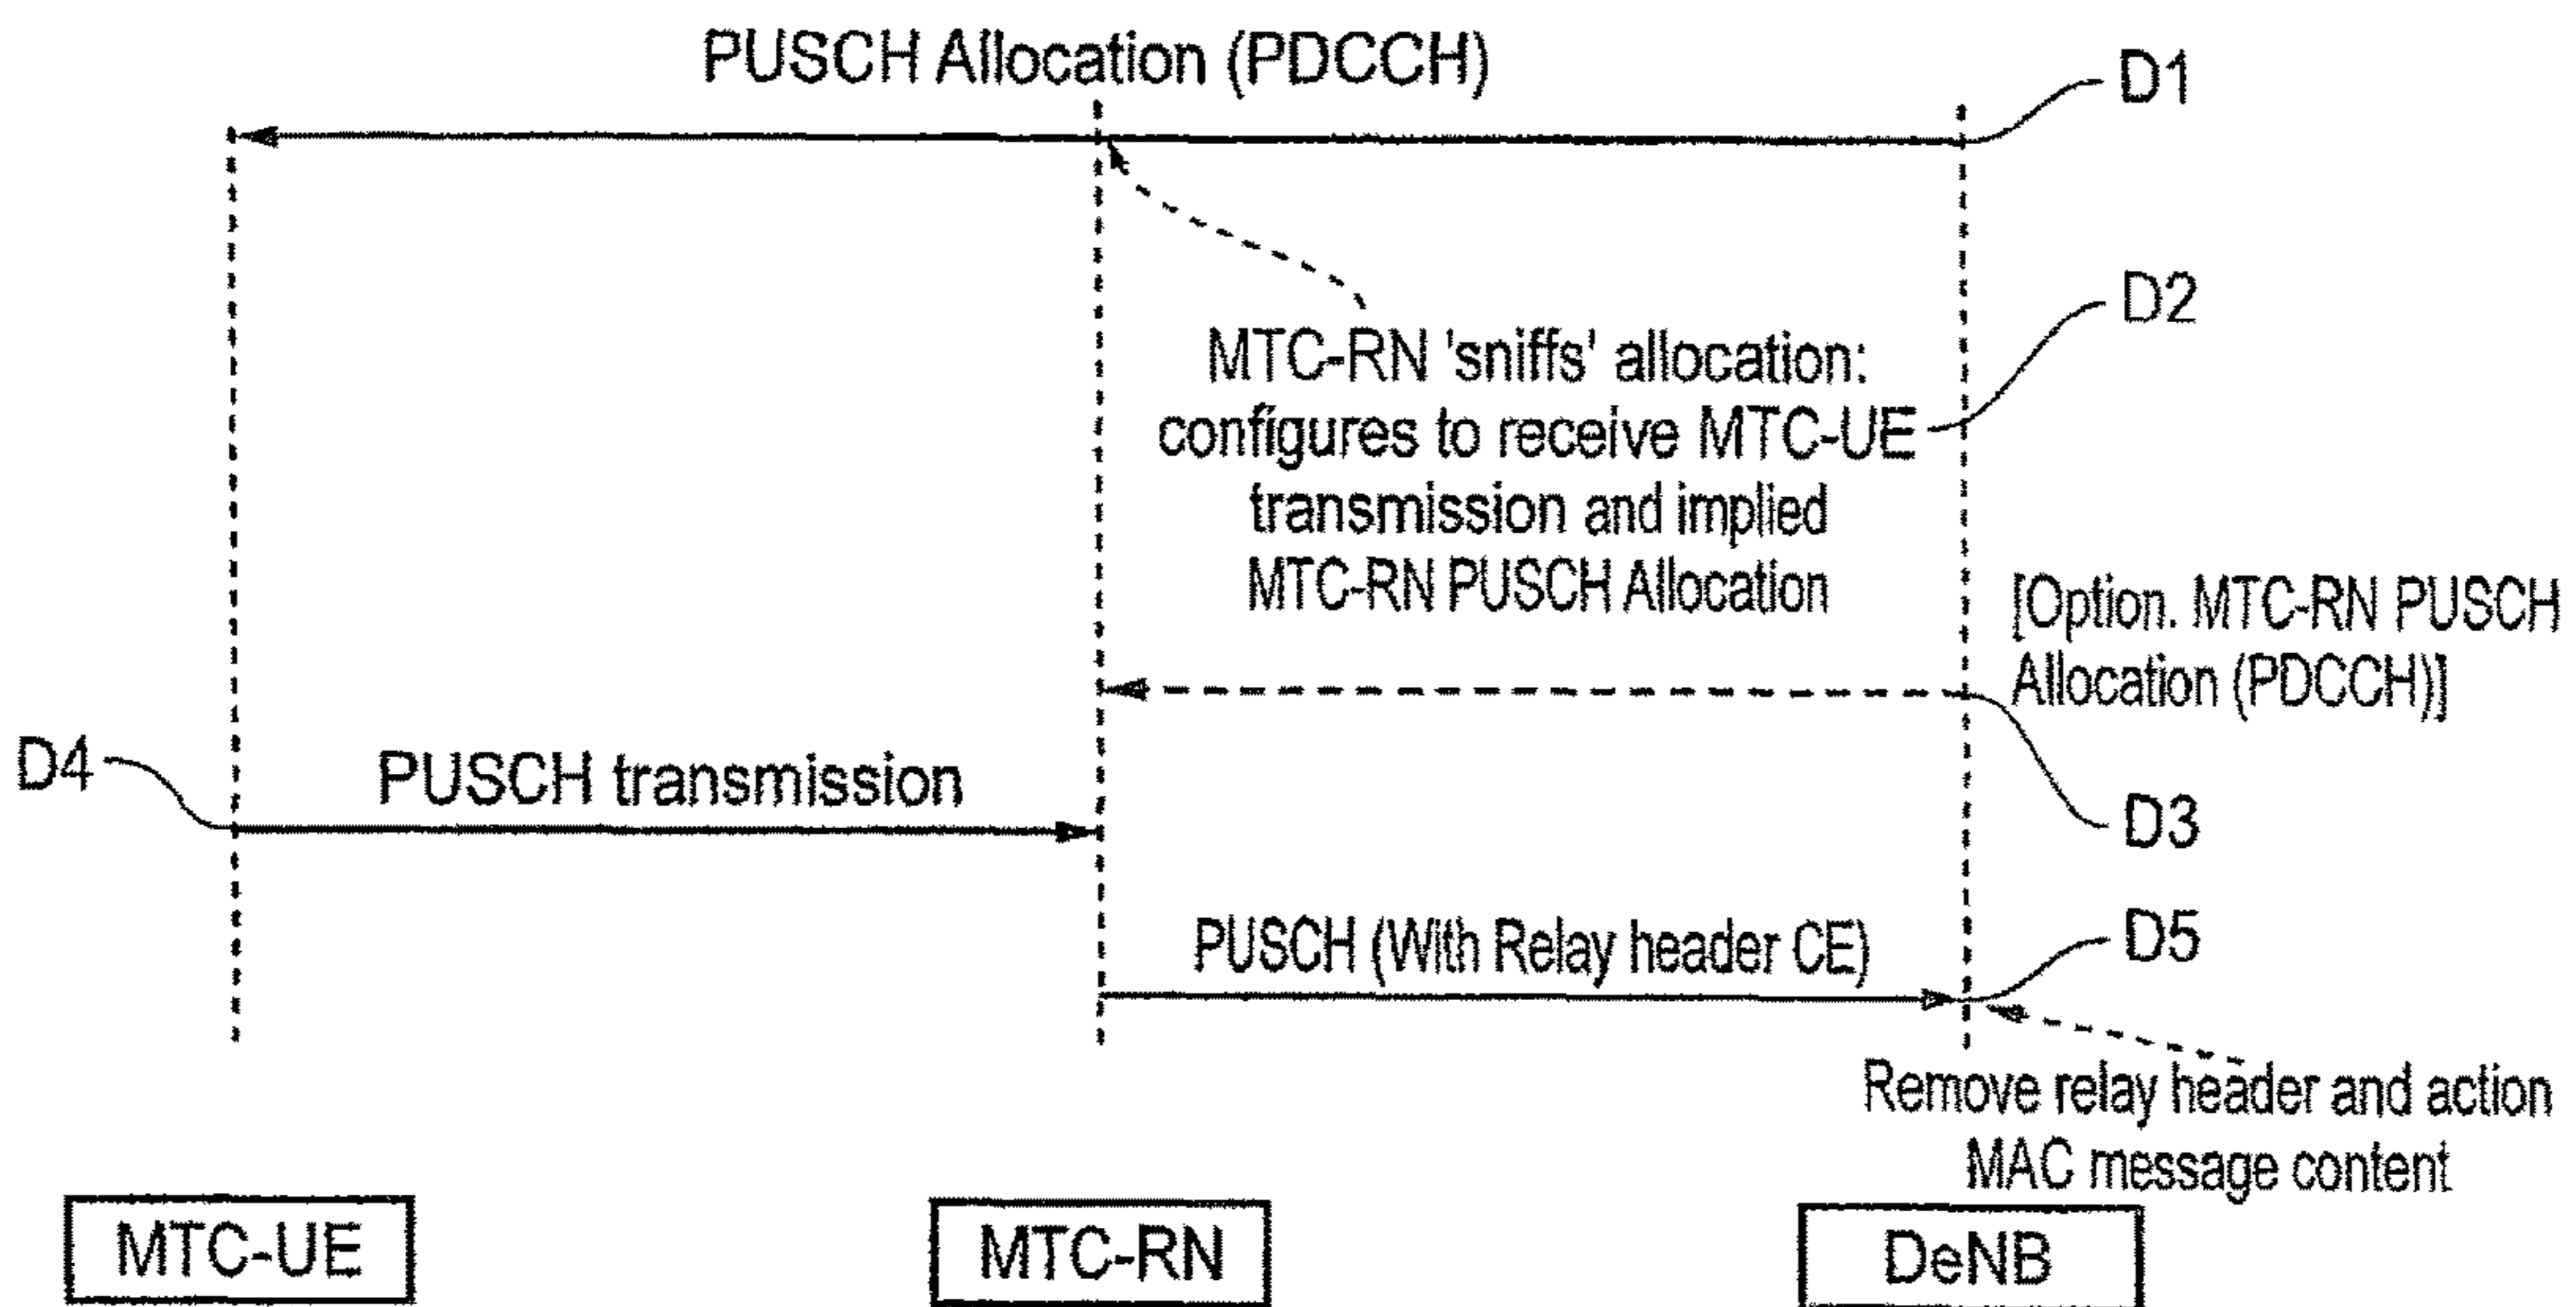 PUSCH Allocation (PDCCH)
D1
D2
MTC-RN 'sniffs' allocation:
configures to receive MTC-UE
transmission and implied
MTC-RN PUSCH Allocation
[Option. MTC-RN PUSCH
Allocation (PDCCH)]
D4
PUSCH transmission
D3
PUSCH (With Relay header CE)
D5
Remove relay header and action
MAC message content
MTC-UE
MTC-RN
DeNB